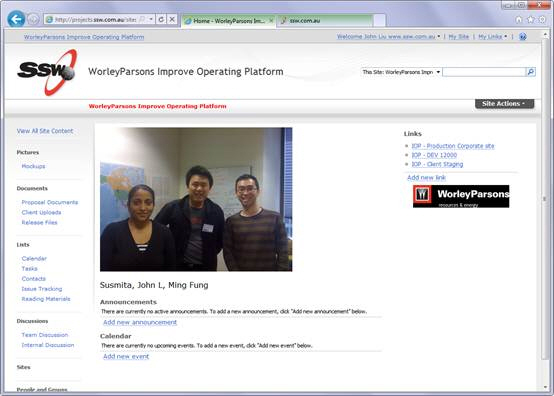 http://projects.ssw.com.au/sites
Home - WorleyParsons Im...
ssw.com.au
WorleyParsons Improve Operating Platform
Welcome John Liu www.ssw.com.au
My Site
My Links
SSW
WorleyParsons Improve Operating Platform
This Site: WorleyParsons Impr
WorleyParsons Improve Operating Platform
Site Actions
View All Site Content
Pictures
Mockups
Documents
Proposal Documents
Client Uploads
Release Files
Lists
Calendar
Tasks
Contacts
Issue Tracking
Reading Materials
Discussions
Team Discussion
Internal Discussion
Sites
People and Groups
Susmita, John L, Ming Fung
Announcements
There are currently no active announcements. To add a new announcement, click "Add new announcement" below.
Add new announcement
Calendar
There are currently no upcoming events. To add a new event, click "Add new event" below.
Add new event
Links
IOP - Production Corporate site
IOP - DEV 12000
IOP - Client Staging
Add new link
WorleyParsons
resources & energy